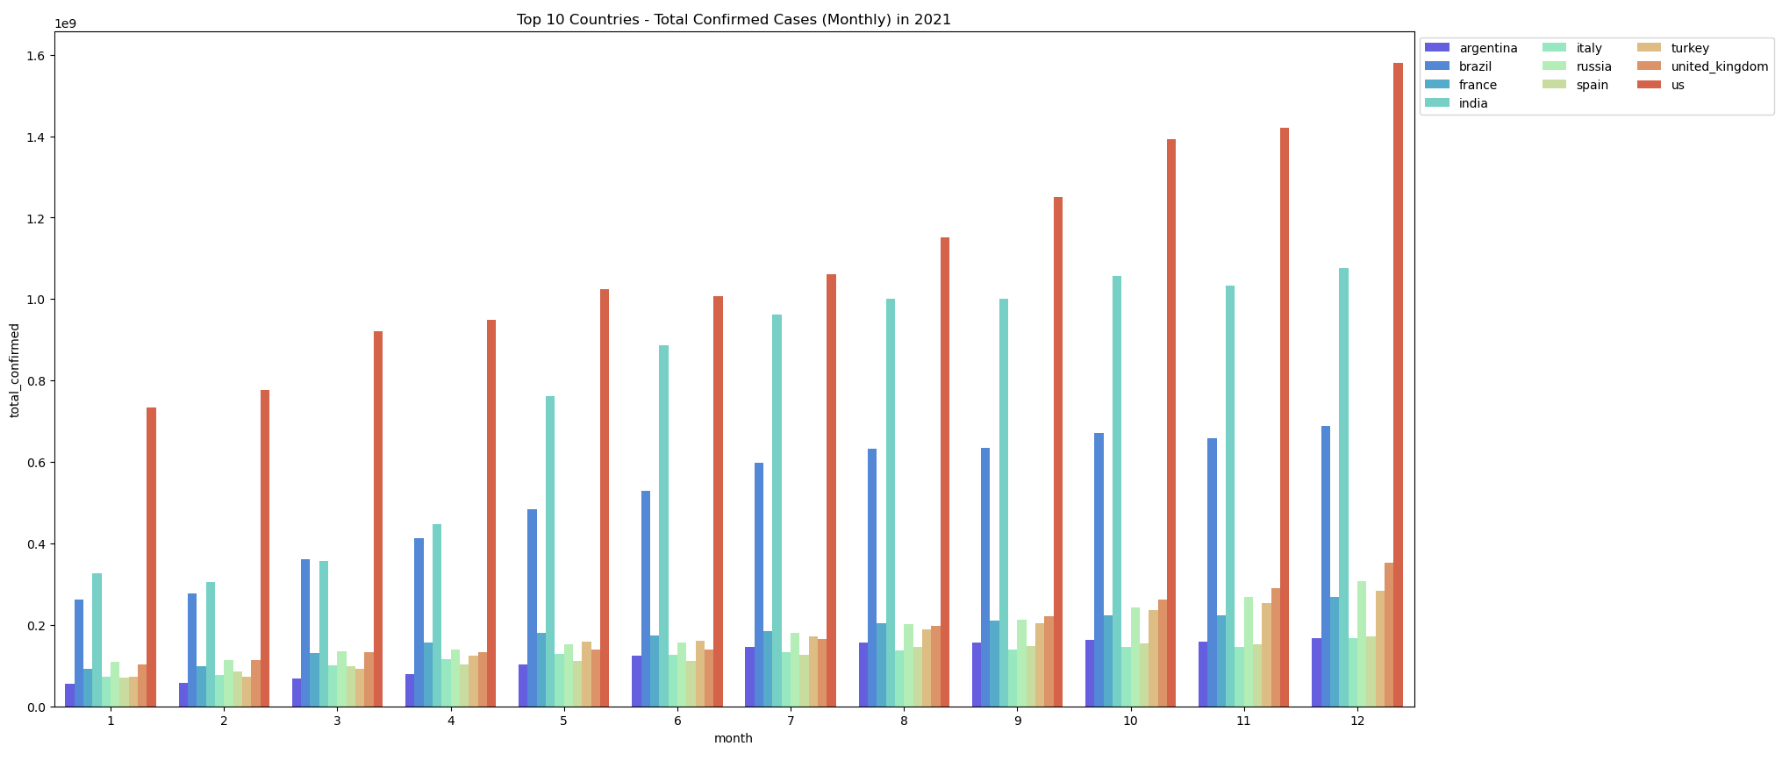 Top 10 Countries - Total Confirmed Cases (Monthly) in 2021
1e9
1.6
1.4
1.2
1.0
0.8
0.6
0.4
0.2
0.0
total_confirmed
1 2 3 4 5 6 7 8 9 10 11 12
month
argentina italy turkey
brazil russia united_kingdom
france spain us
india